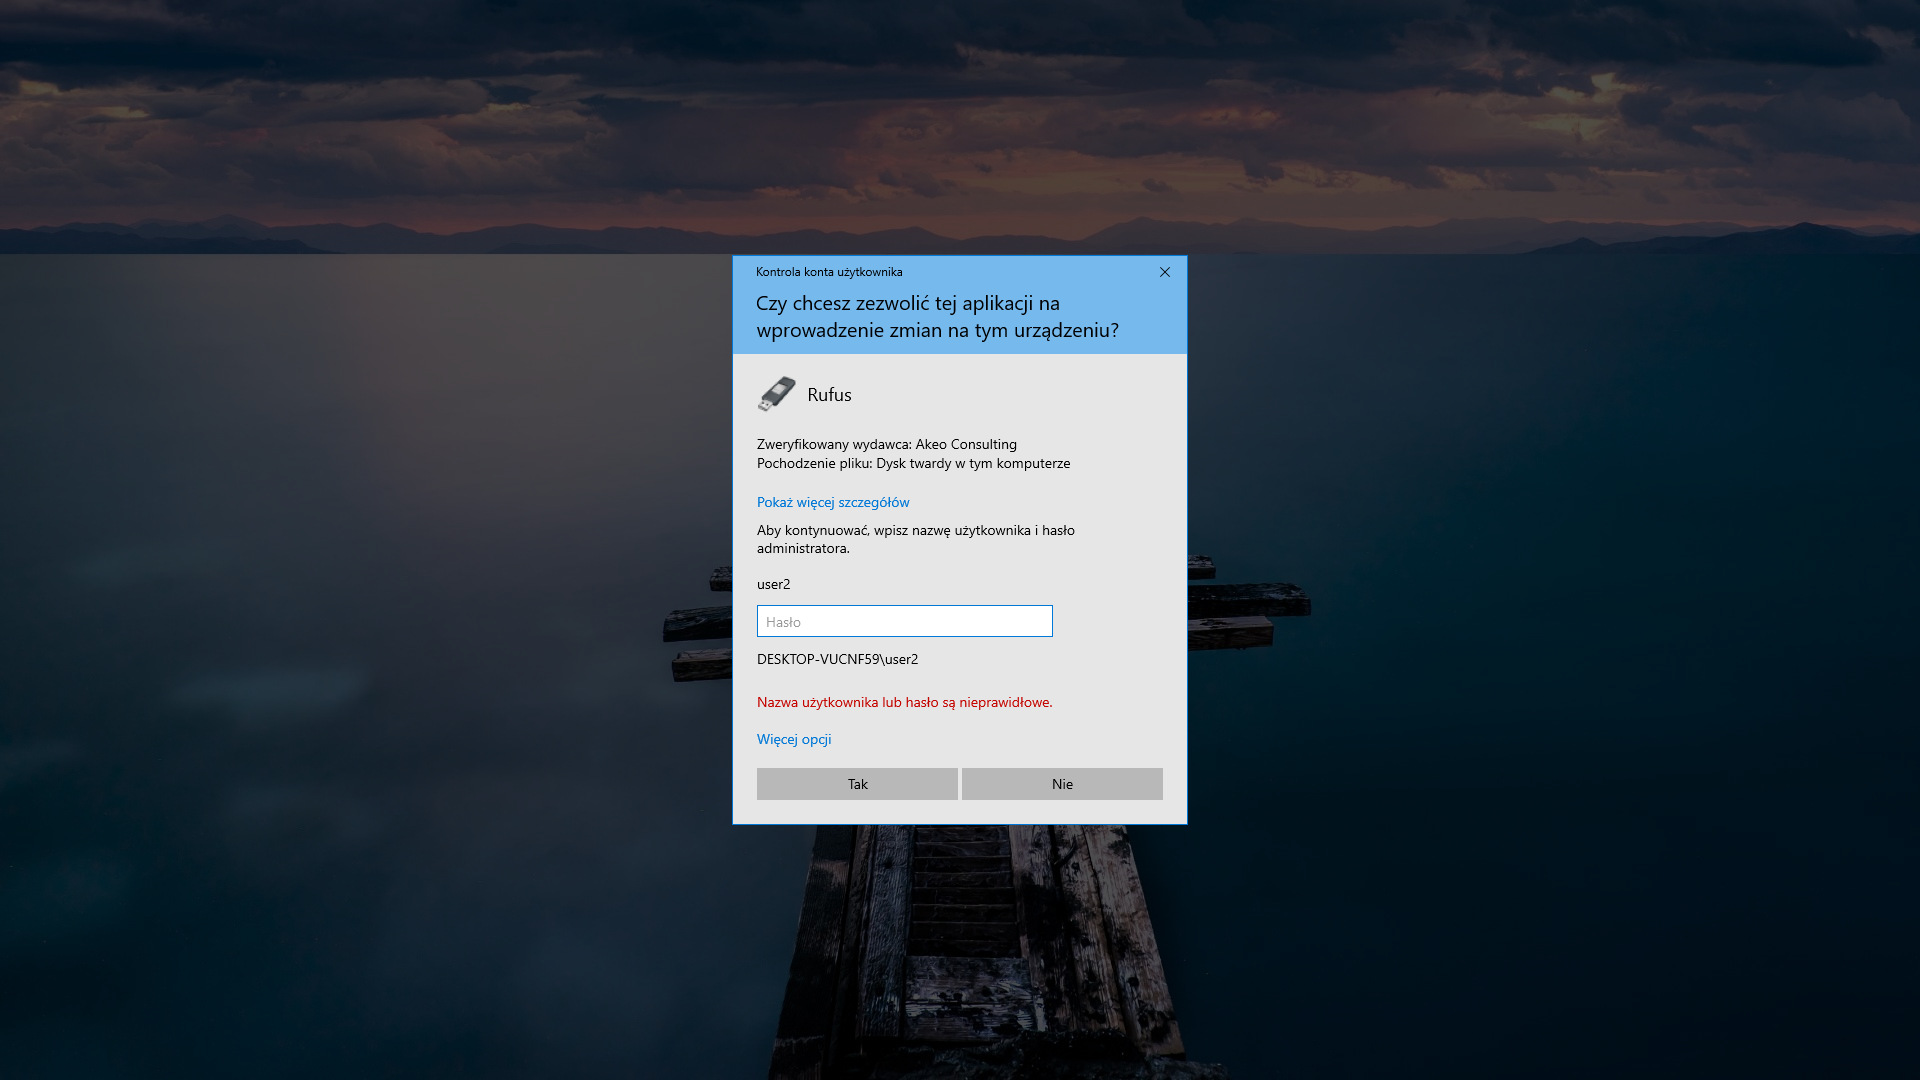 Kontrola konta użytkownika
Czy chcesz zezwolić tej aplikacji na
wprowadzenie zmian na tym urządzeniu?
Rufus
Zweryfikowany wydawca: Akeo Consulting
Pochodzenie pliku: Dysk twardy w tym komputerze
Pokaż więcej szczegółów
Aby kontynuować, wpisz nazwę użytkownika i hasło
administratora.
user2
Hasło
DESKTOP-VUCNF59\user2
Nazwa użytkownika lub hasło są nieprawidłowe.
Więcej opcji
Tak
Nie